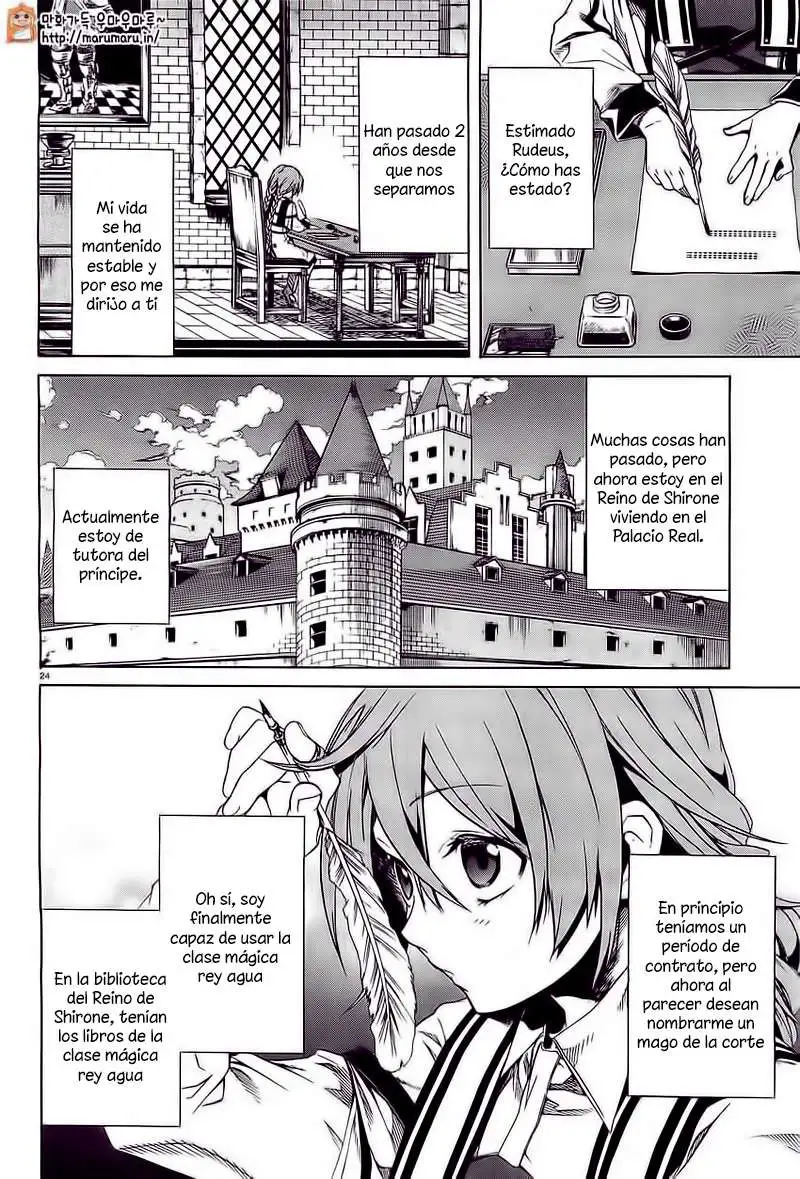 만화가득 우마우마루~
http://marumaru.in/
Estimado
Rudeus,
¿Cómo has
estado?
Han pasado 2
años desde
que nos
separamos
Mi vida
se ha
mantenido
estable y
por eso me
dirijo a ti
Muchas cosas han
pasado, pero
ahora estoy en el
Reino de Shirone
viviendo en el
Palacio Real.
Actualmente
estoy de
tutora del
príncipe.
24
En principio
teníamos un
período de
contrato, pero
ahora al
parecer desean
nombrarme un
mago de la corte
Oh sí, soy
finalmente
capaz de usar la
clase mágica
rey agua
En la biblioteca
del Reino de
Shirone, tenían
los libros de la
clase mágica
rey agua